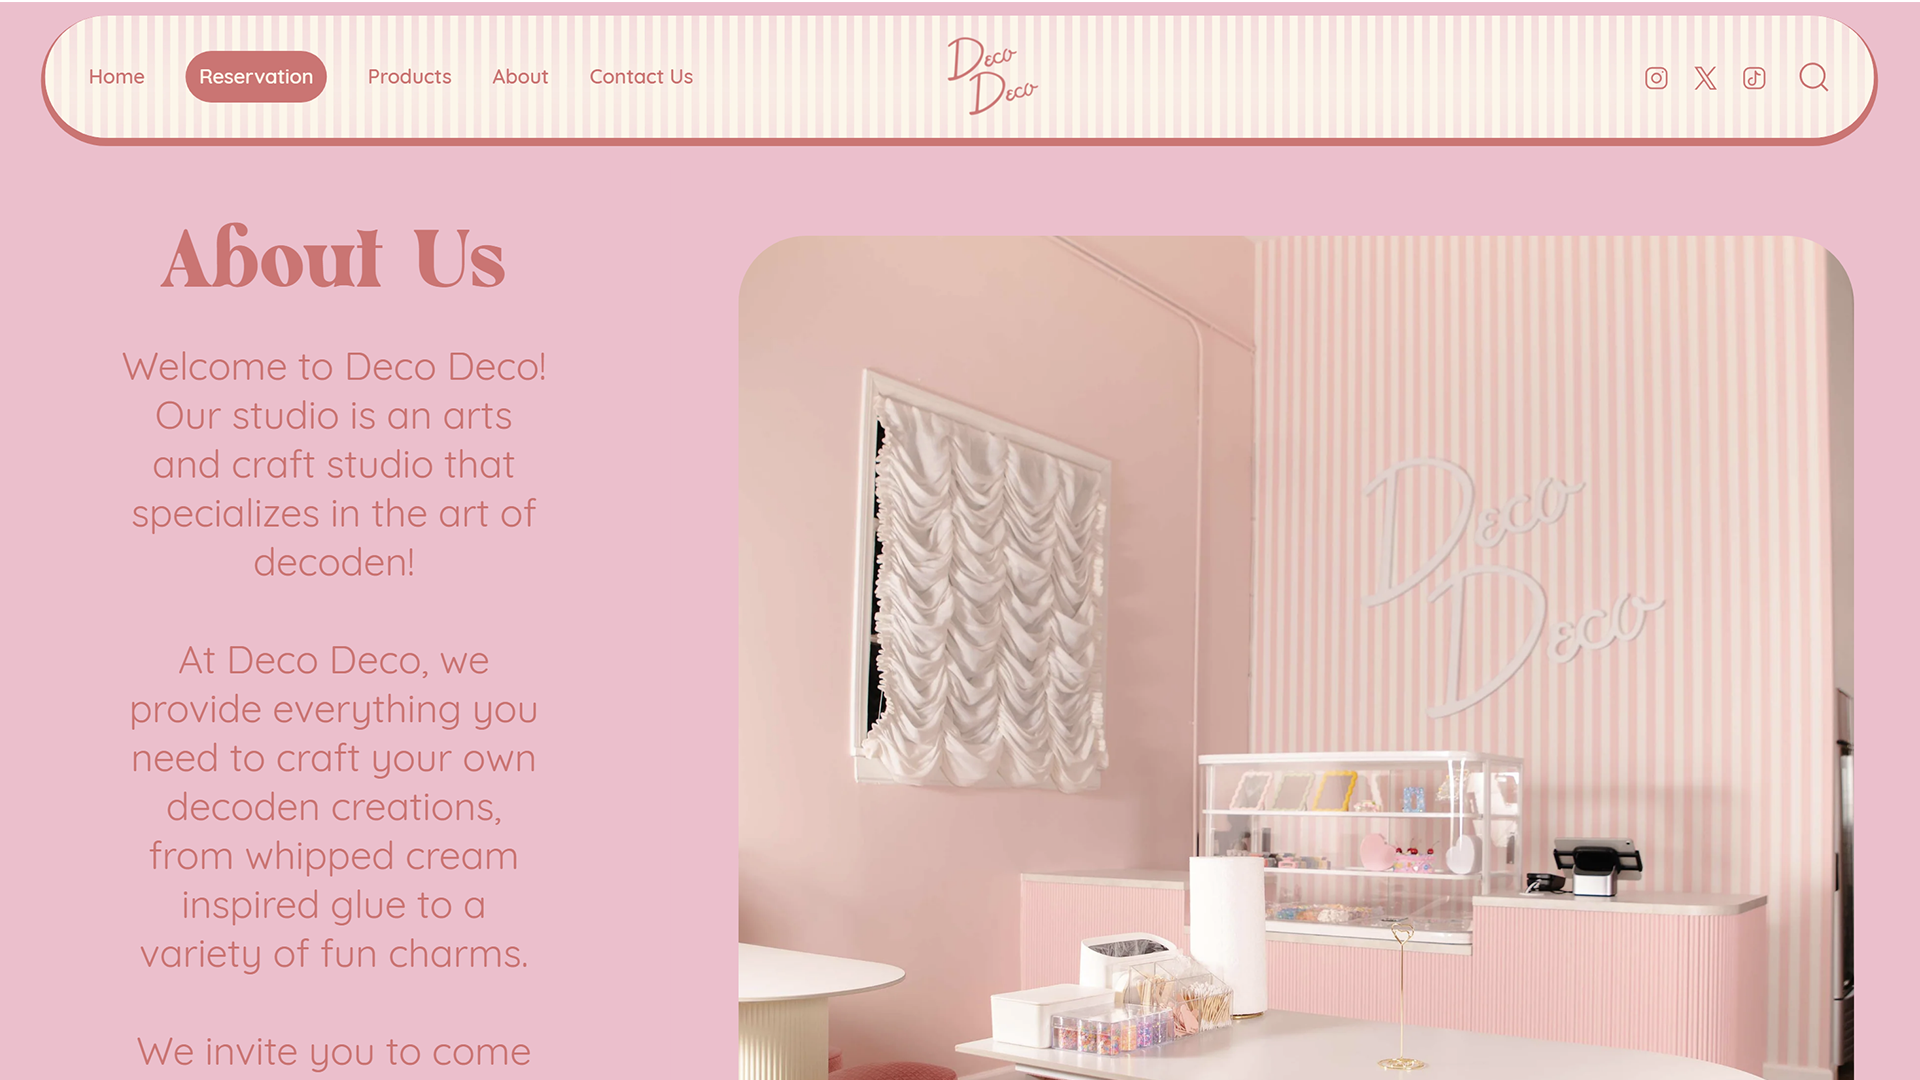 Home
Reservation
Products
About
Contact Us
Deco
Deco
About Us
Welcome to Deco Deco!
Our studio is an arts
and craft studio that
specializes in the art of
decoden!
At Deco Deco, we
provide everything you
need to craft your own
decoden creations,
from whipped cream
inspired glue to a
variety of fun charms.
We invite you to come
Deco
Deco